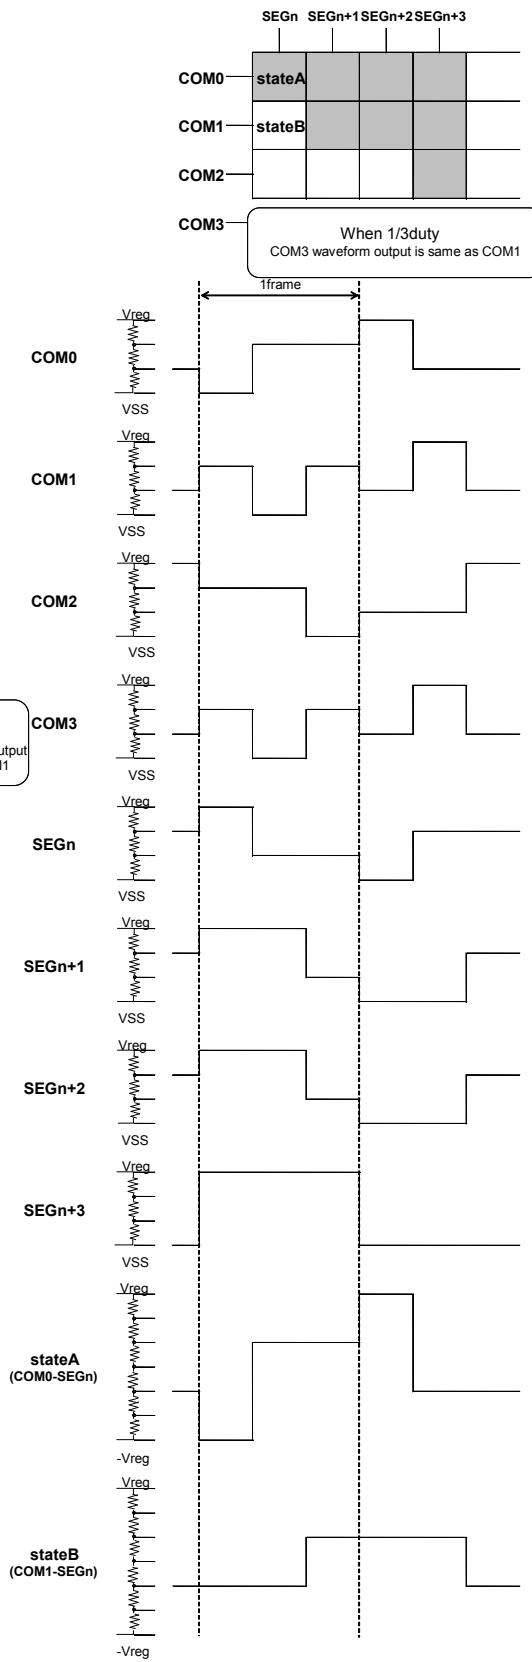 SEGn SEGn+1 SEGn+2 SEGn+3
COM0 stateA
COM1 stateB
COM2
COM3
When 1/3duty
COM3 waveform output is same as COM1
1frame
Vreg
COM0
VSS
Vreg
COM1
VSS
Vreg
COM2
VSS
Vreg
COM3
VSS
Vreg
SEGn
VSS
Vreg
SEGn+1
VSS
Vreg
SEGn+2
VSS
Vreg
SEGn+3
VSS
Vreg
stateA
(COM0-SEGn)
-Vreg
Vreg
stateB
(COM1-SEGn)
-Vreg